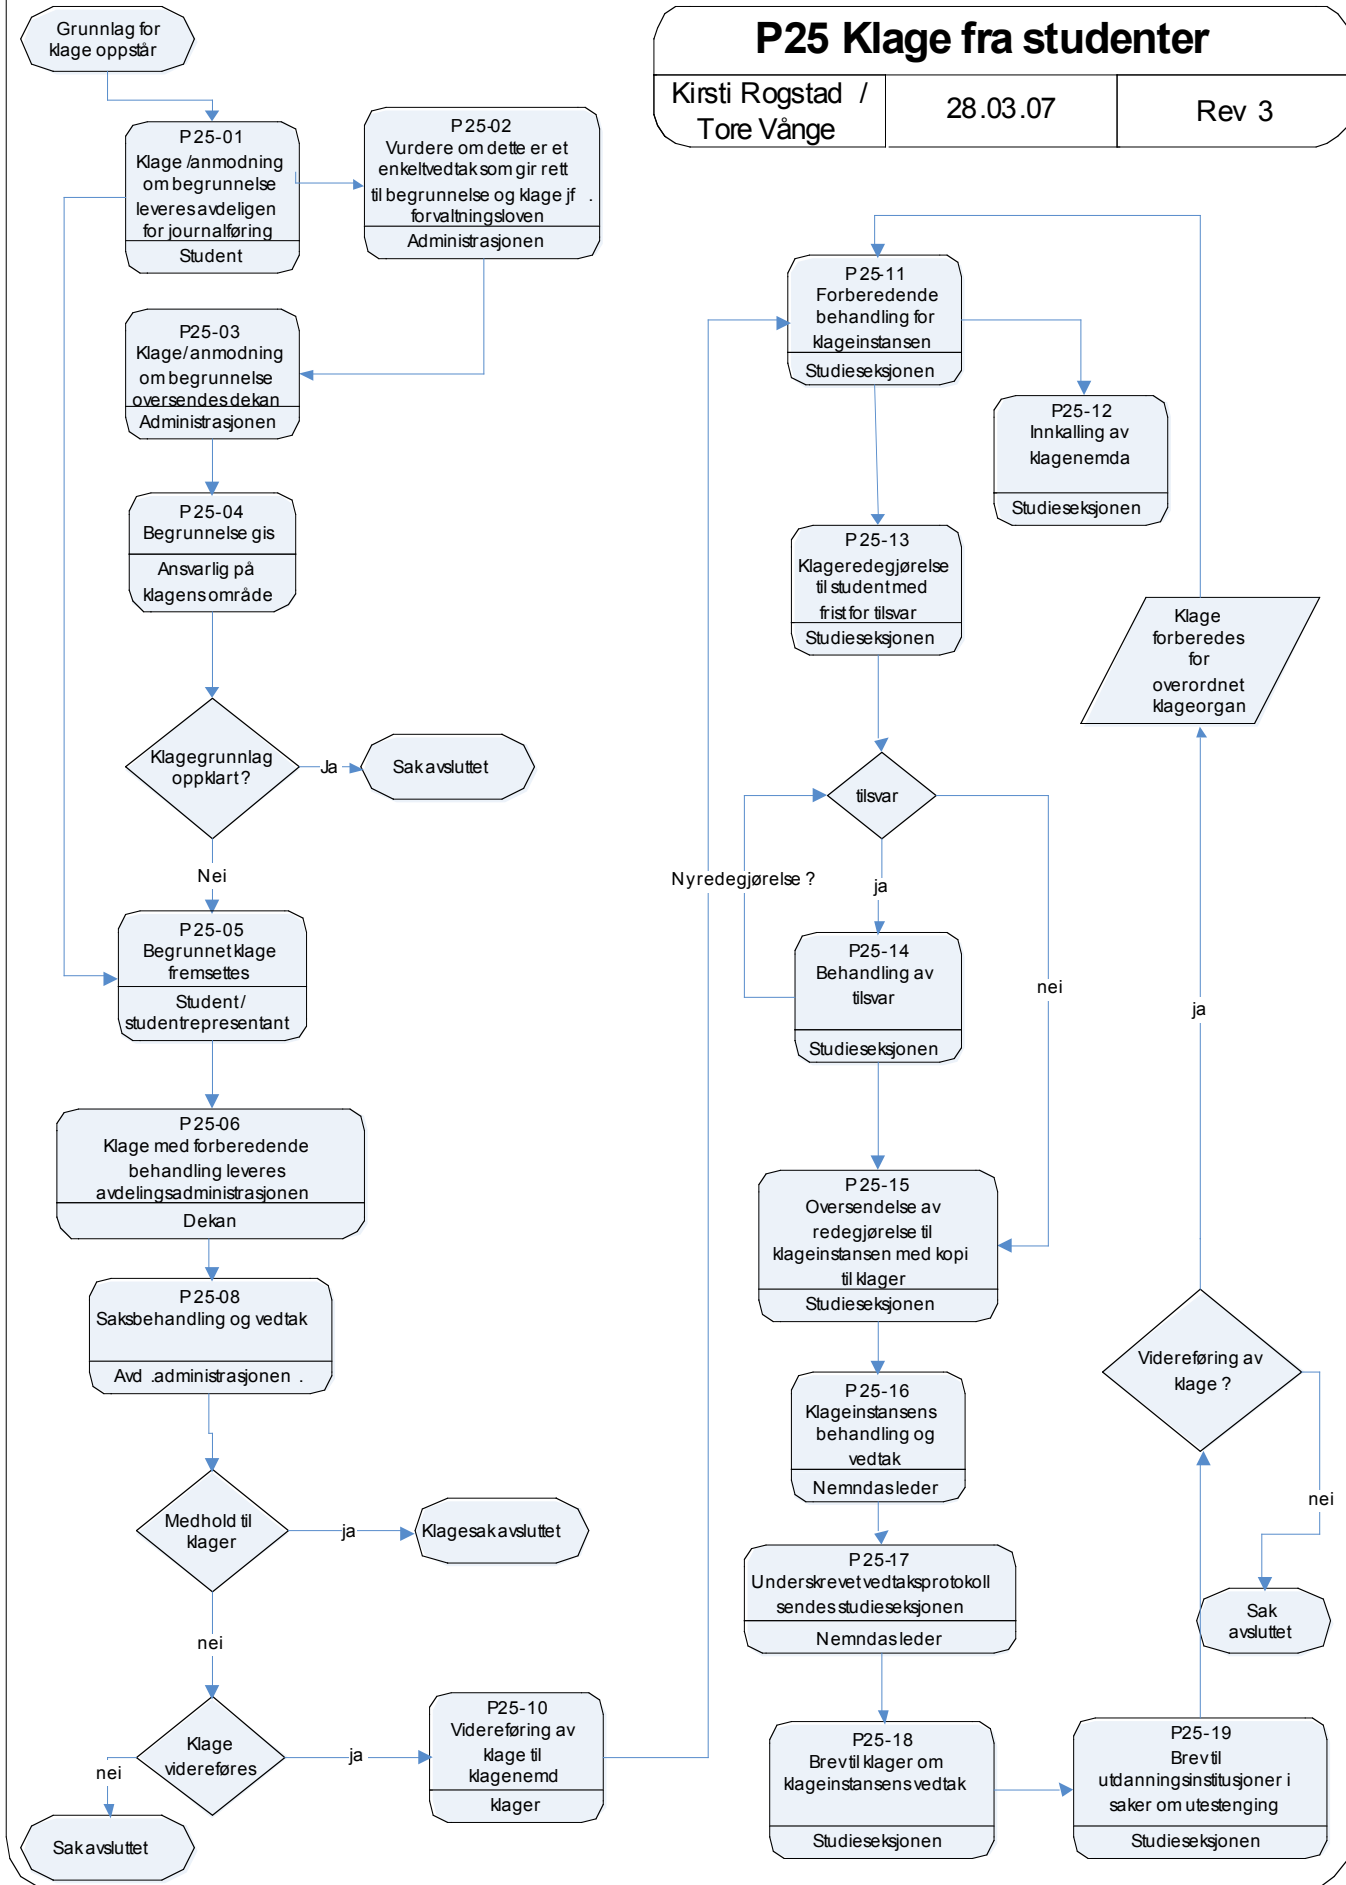 P25 Klage fra studenter
Kirsti Rogstad /
Tore Vånge
28.03.07
Rev 3
Grunnlag for
klage oppstår
P25-01
Klage/anmodning
om begrunnelse
leveres avdeligen
for journalføring
Student
P25-02
Vurdere om dette er et
enkeltvedtak som gir rett
til begrunnelse og klage jf .
forvaltningsloven
Administrasjonen
P25-03
Klage/anmodning
om begrunnelse
oversendes dekan
Administrasjonen
P25-04
Begrunnelse gis
Ansvarlig på
klagens område
Klagegrunnlag
oppklart?
Ja
Sak avsluttet
Nei
P25-05
Begrunnet klage
fremsettes
Student/
studentrepresentant
P25-06
Klage med forberedende
behandling leveres
avdelingsadministrasjonen
Dekan
P25-08
Saksbehandling og vedtak
Avd .administrasjonen .
Medhold til
klager
ja
Klagesak avsluttet
nei
Klage
videreføres
nei
Sak avsluttet
ja
P25-10
Videreføring av
klage til
klagenemd
klager
P25-11
Forberedende
behandling for
klageinstansen
Studieseksjonen
P25-12
Innkalling av
klagenemda
Studieseksjonen
P25-13
Klageredegjørelse
til student med
frist for tilsvar
Studieseksjonen
tilsvar
Ny redegjørelse ?
ja
nei
P25-14
Behandling av
tilsvar
Studieseksjonen
P25-15
Oversendelse av
redegjørelse til
klageinstansen med kopi
til klager
Studieseksjonen
P25-16
Klageinstansens
behandling og
vedtak
Nemndas leder
P25-17
Underskrevet vedtaksprotokoll
sendes studieseksjonen
Nemndas leder
P25-18
Brev til klager om
klageinstansens vedtak
Studieseksjonen
P25-19
Brev til
utdanningsinstitusjoner i
saker om utestenging
Studieseksjonen
Videreføring av
klage ?
ja
Klage
forberedes
for
overordnet
klageorgan
nei
Sak
avsluttet